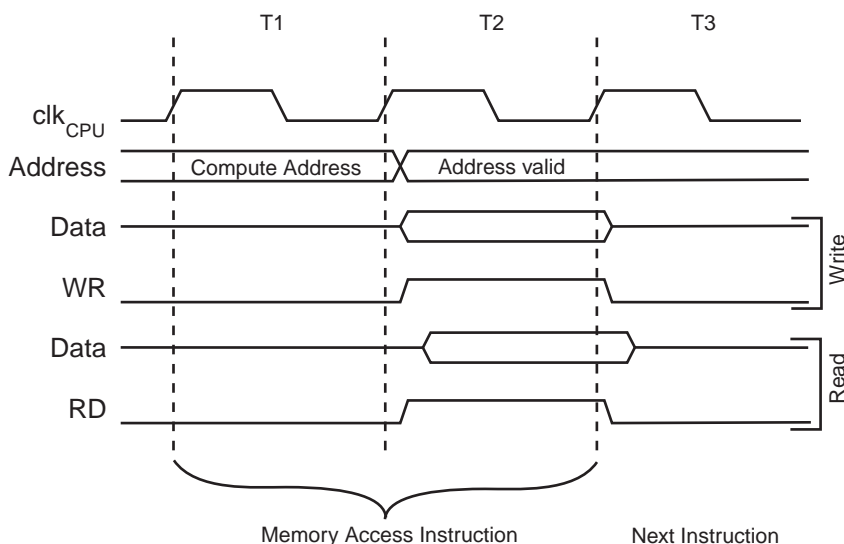 T1 T2 T3
clkCPU
Address Compute Address Address valid
Data
WR
Write
Data
RD
Read
Memory Access Instruction Next Instruction